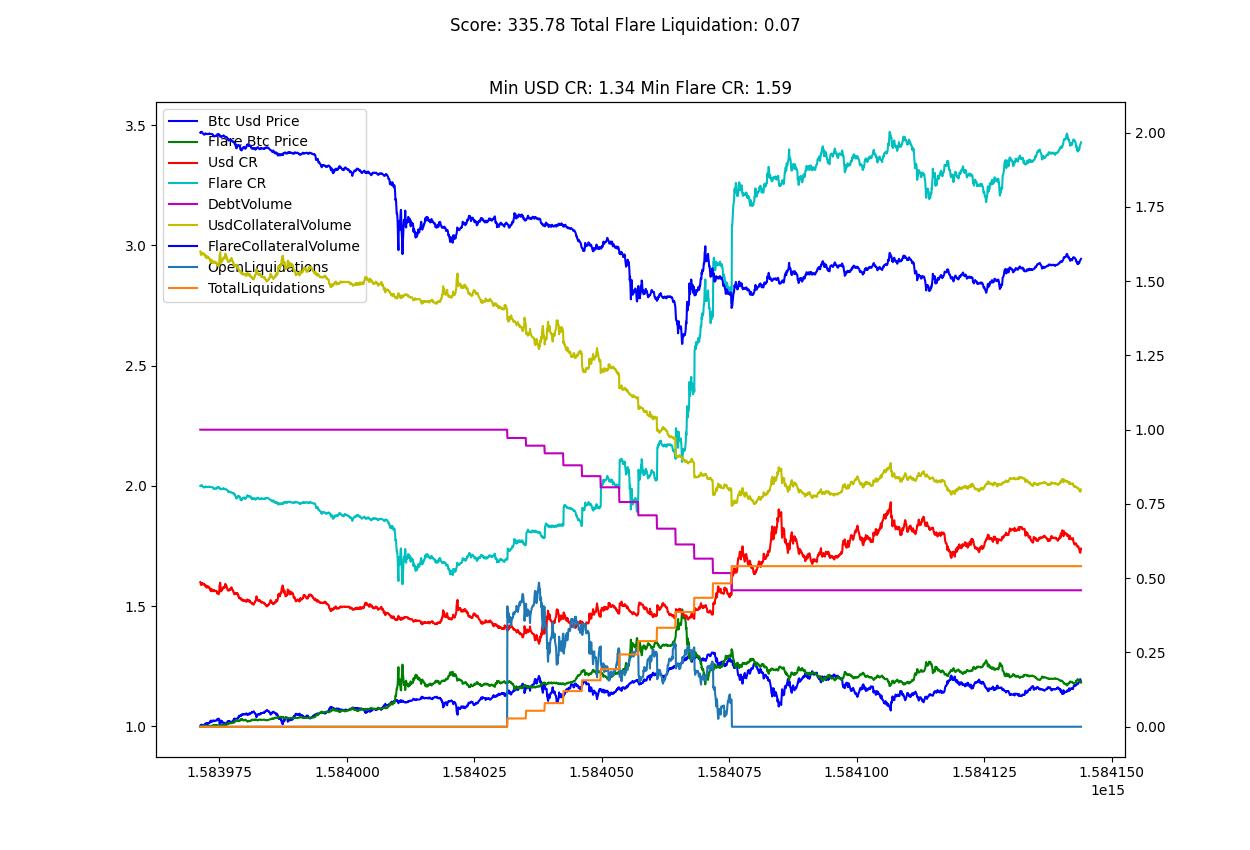 Score: 335.78 Total Flare Liquidation: 0.07
Min USD CR: 1.34 Min Flare CR: 1.59
Btc Usd Price
Flare Btc Price
Usd CR
Flare CR
DebtVolume
UsdCollateralVolume
FlareCollateralVolume
OpenLiquidations
TotalLiquidations
3.5
3.0
2.5
2.0
1.5
1.0
2.00
1.75
1.50
1.25
1.00
0.75
0.50
0.25
0.00
1.583975 1.584000 1.584025 1.584050 1.584075 1.584100 1.584125 1.584150
1e15